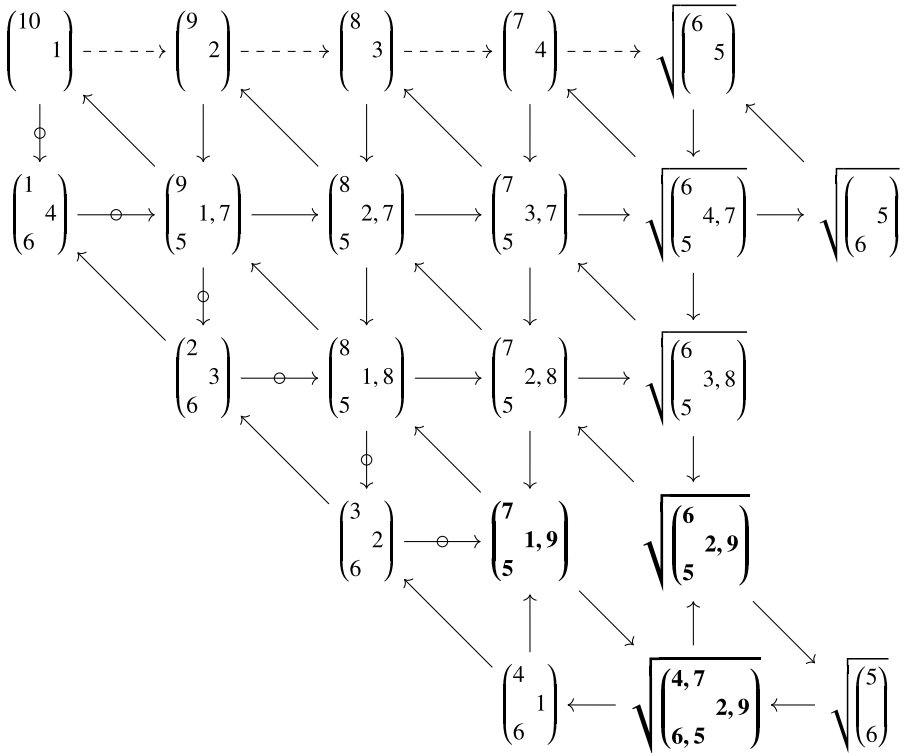 10 9 8 7 √ 6
1 2 3 4 5
1 9 8 7 √ 6 √
4 1, 7 2, 7 3, 7 4, 7 5
6 5 5 5 5 6
2 8 7 √ 6
3 1, 8 2, 8 3, 8
6 5 5 5
3 7 √ 6
2 1, 9 2, 9
6 5 5
4 √ 4, 7 √ 5
1 2, 9
6 6, 5 6